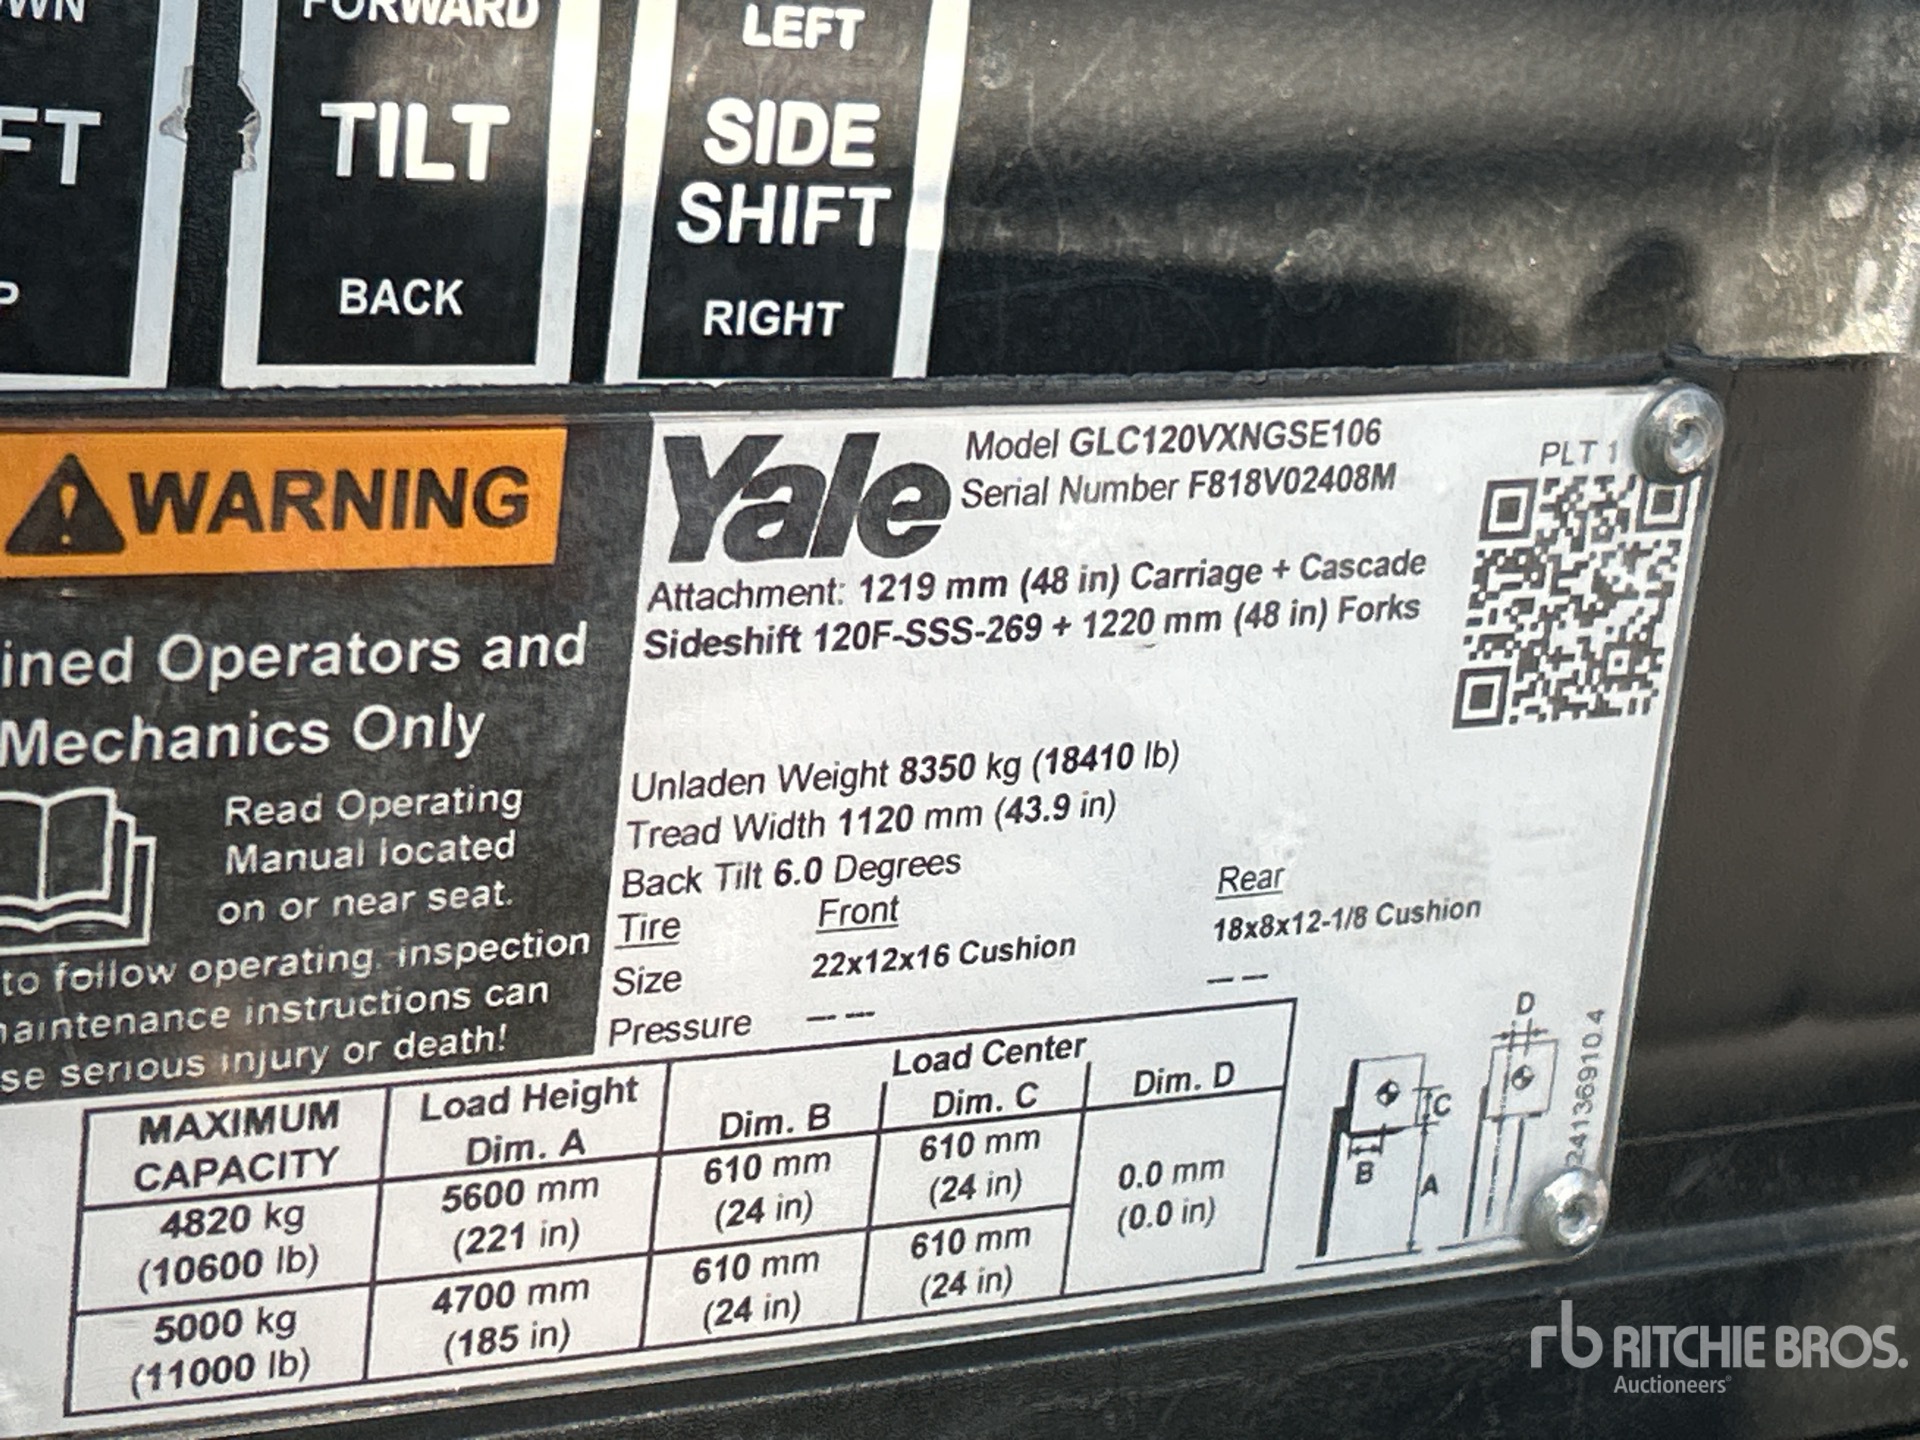 FORWARD
TILT
BACK
LEFT
SIDE
SHIFT
RIGHT
WARNING
Operators and
Mechanics Only
Read Operating
Manual located
on or near seat.
to follow operating, inspection
maintenance instructions can
serious injury or death!
Yale
Model GLC120VXNGSE106
Serial Number F818V02408M
PLT 1
Attachment: 1219 mm (48 in) Carriage + Cascade
Sideshift 120F-SSS-269 + 1220 mm (48 in) Forks
Unladen Weight 8350 kg (18410 lb)
Tread Width 1120 mm (43.9 in)
Back Tilt 6.0 Degrees
Tire Front Rear
Size 22x12x16 Cushion 18x8x12-1/8 Cushion
Pressure -- --
MAXIMUM CAPACITY Load Height Dim. A Load Center Dim. B Dim. C Dim. D
4820 kg 5600 mm 610 mm 610 mm 0.0 mm
(10600 lb) (221 in) (24 in) (24 in) (0.0 in)
5000 kg 4700 mm 610 mm 610 mm
(11000 lb) (185 in) (24 in) (24 in)
D
C
B
A
24136910.4
rb RITCHIE BROS.
Auctioneers